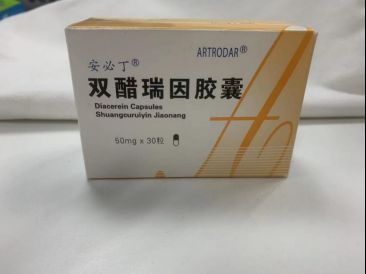 ARTRODAR®
安必丁®
双醋瑞因胶囊
Diacerein Capsules
Shuangcuruiyin Jiaonang
50mg x 30粒